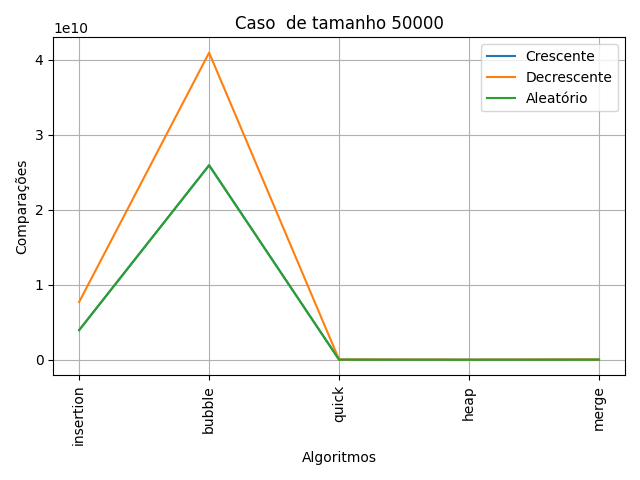 Caso  de tamanho 50000
1e10
4
3
2
1
0
Comparações
Crescente
Decrescente
Aleatório
insertion
bubble
quick
heap
merge
Algoritmos